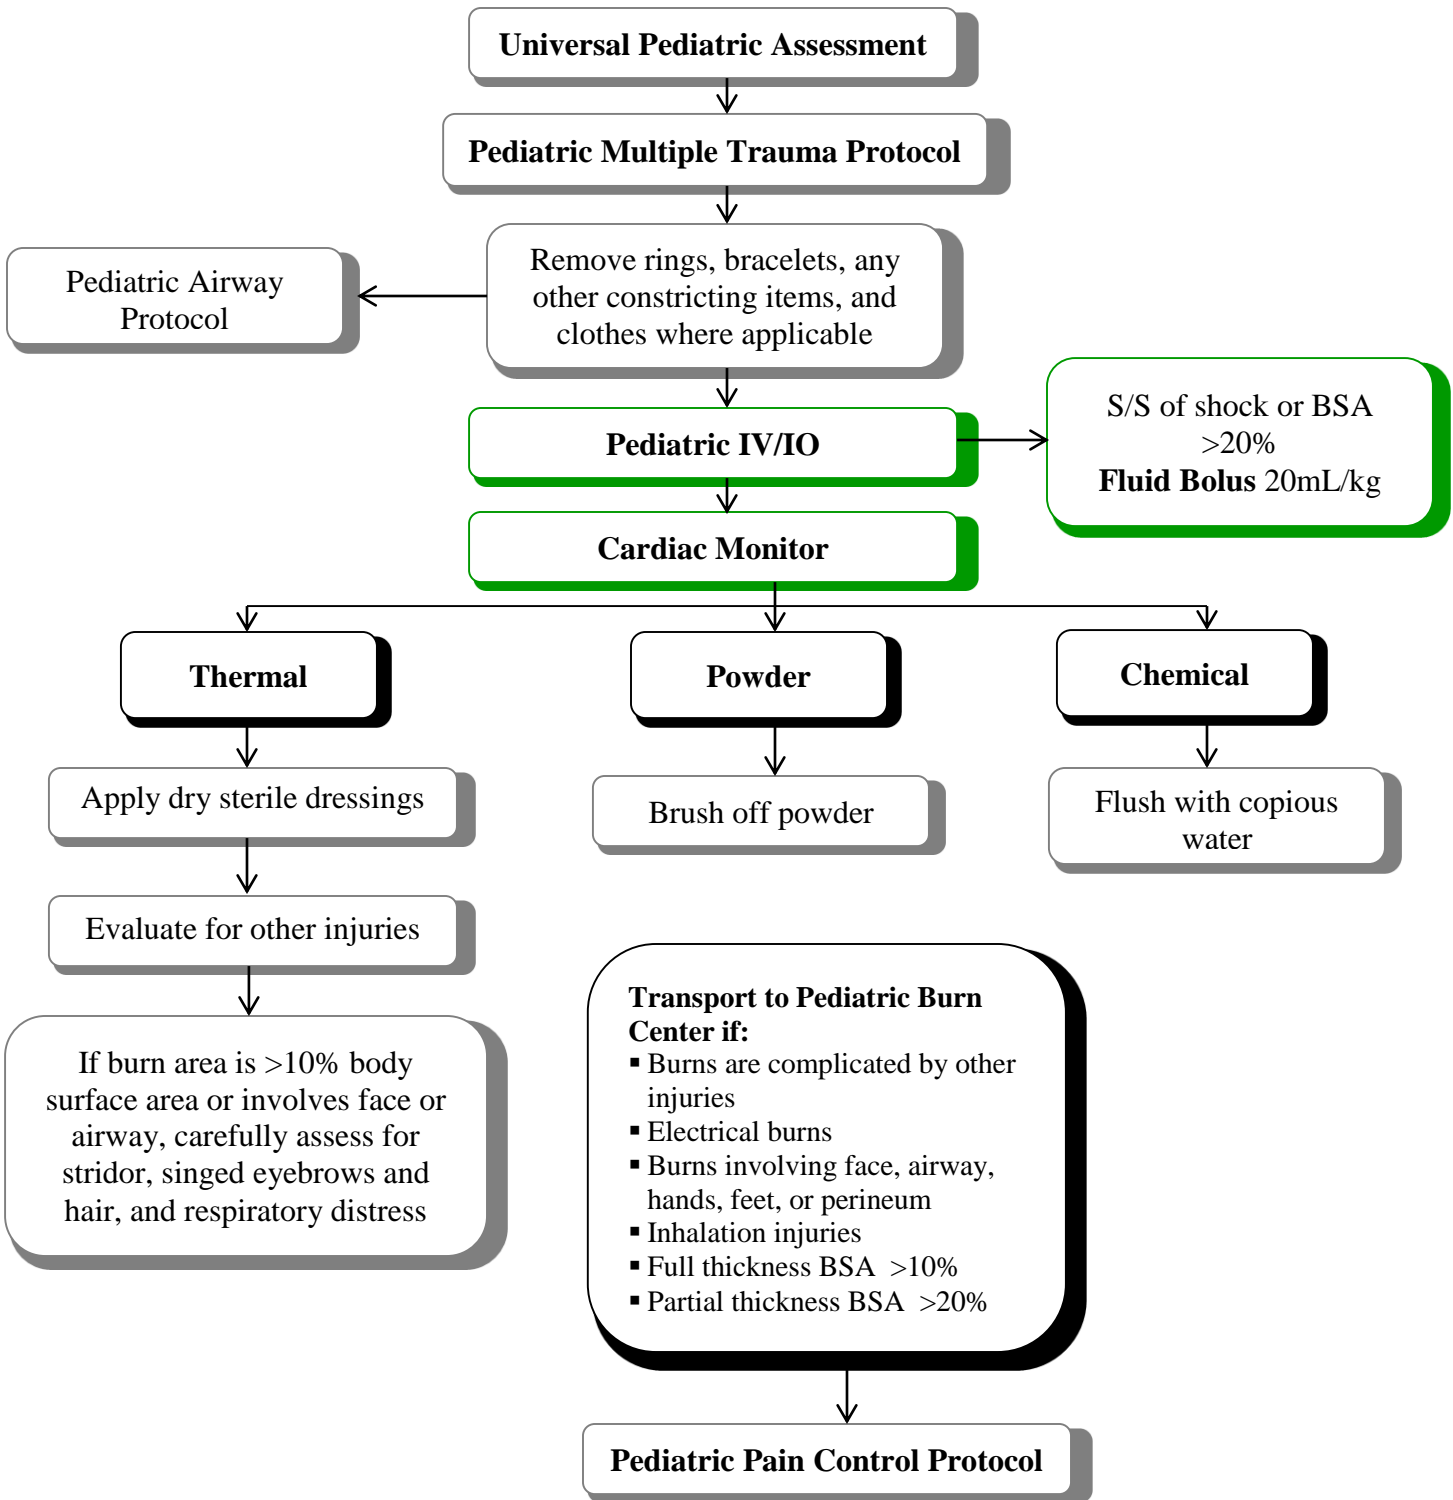 Universal Pediatric Assessment
Pediatric Multiple Trauma Protocol
Remove rings, bracelets, any
other constricting items, and
clothes where applicable
Pediatric Airway
Protocol
Pediatric IV/IO
S/S of shock or BSA
>20%
Fluid Bolus 20mL/kg
Cardiac Monitor
Thermal
Powder
Chemical
Apply dry sterile dressings
Brush off powder
Flush with copious
water
Evaluate for other injuries
If burn area is >10% body
surface area or involves face or
airway, carefully assess for
stridor, singed eyebrows and
hair, and respiratory distress
Transport to Pediatric Burn
Center if:
▪ Burns are complicated by other
injuries
▪ Electrical burns
▪ Burns involving face, airway,
hands, feet, or perineum
▪ Inhalation injuries
▪ Full thickness BSA >10%
▪ Partial thickness BSA >20%
Pediatric Pain Control Protocol